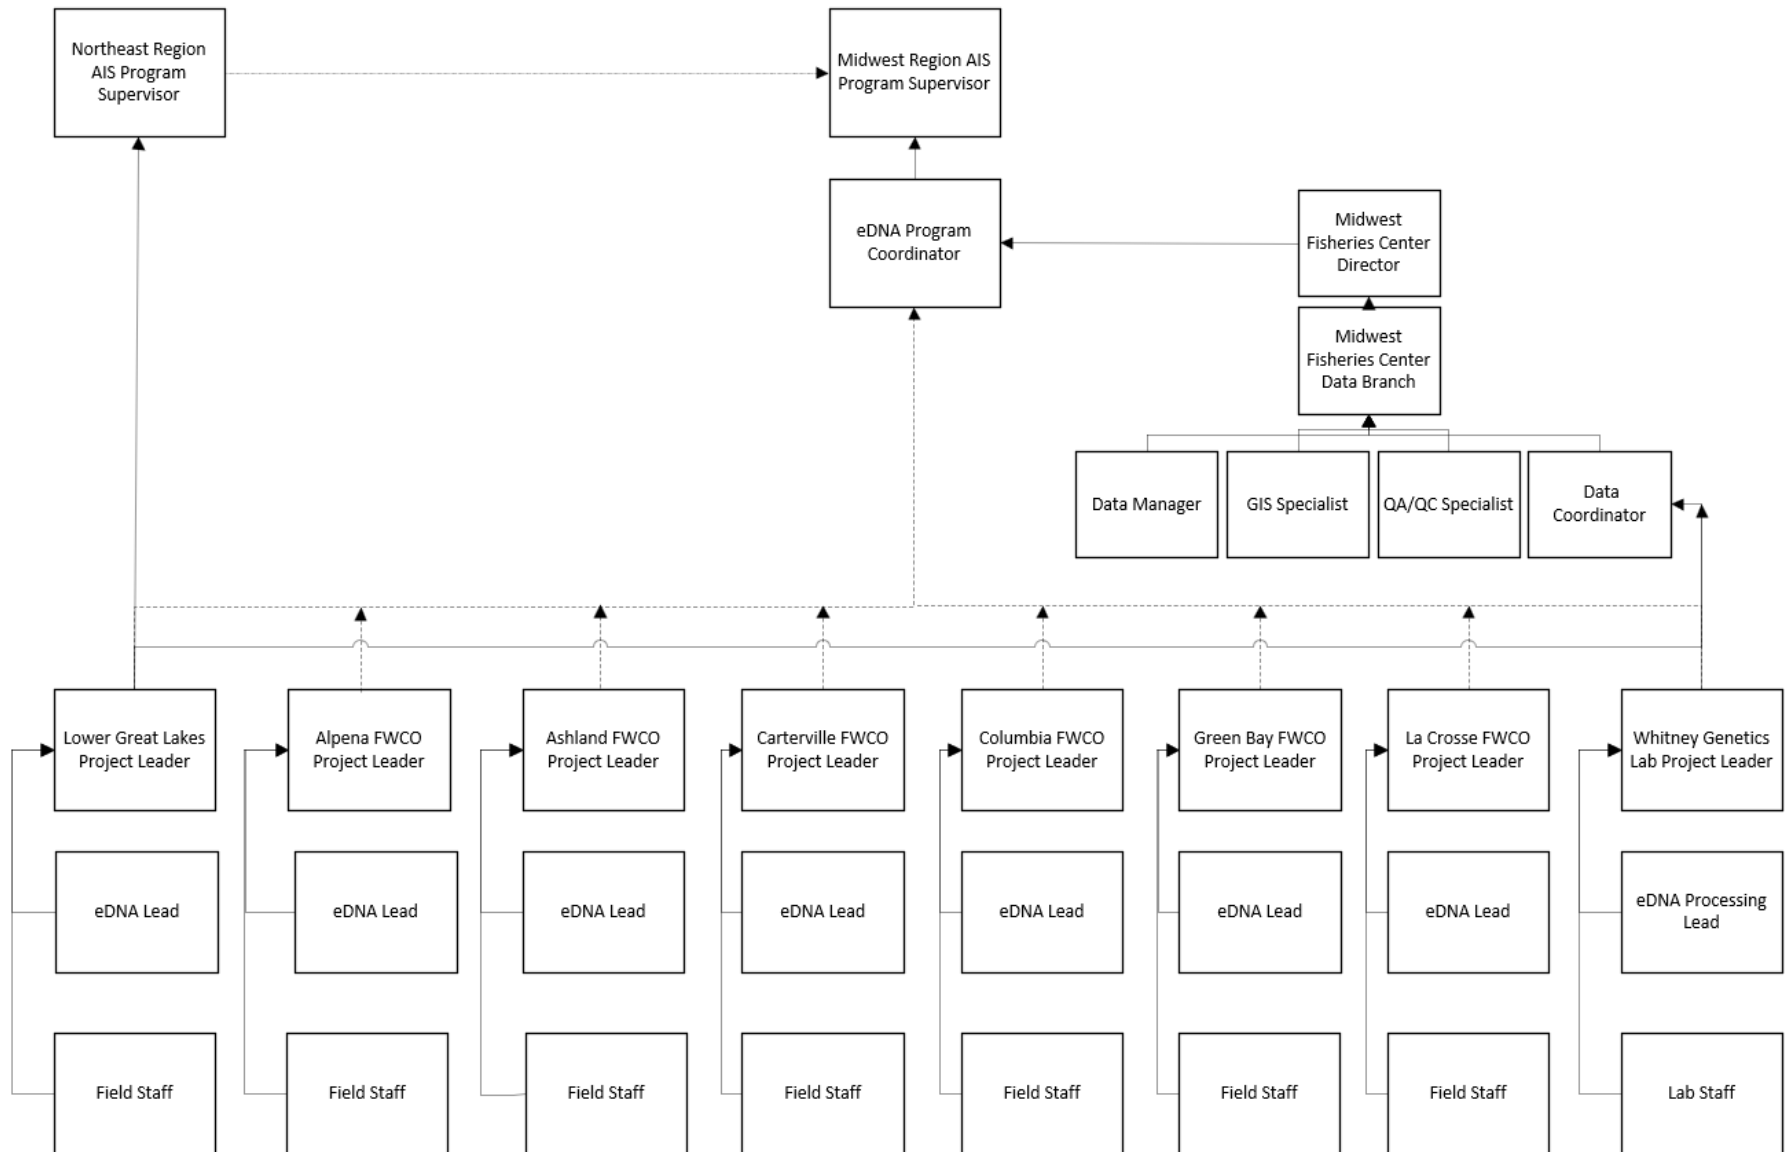 Northeast Region
AIS Program
Supervisor
Midwest Region AIS
Program Supervisor
eDNA Program
Coordinator
Midwest
Fisheries Center
Director
Midwest
Fisheries Center
Data Branch
Data Manager
GIS Specialist
QA/QC Specialist
Data
Coordinator
Lower Great Lakes
Project Leader
Alpena FWCO
Project Leader
Ashland FWCO
Project Leader
Carterville FWCO
Project Leader
Columbia FWCO
Project Leader
Green Bay FWCO
Project Leader
La Crosse FWCO
Project Leader
Whitney Genetics
Lab Project Leader
eDNA Lead
eDNA Lead
eDNA Lead
eDNA Lead
eDNA Lead
eDNA Lead
eDNA Lead
eDNA Processing
Lead
Field Staff
Field Staff
Field Staff
Field Staff
Field Staff
Field Staff
Field Staff
Lab Staff